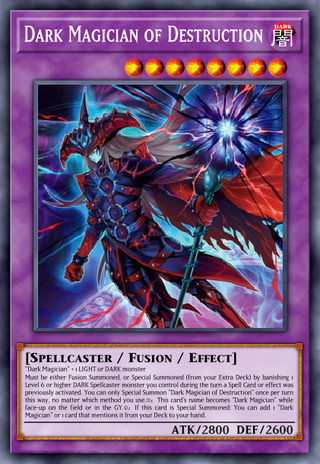 Dark Magician of Destruction
DARK
闇
[Spellcaster / Fusion / Effect]
"Dark Magician" + 1 LIGHT or DARK monster
Must be either Fusion Summoned, or Special Summoned (from your Extra Deck) by banishing 1
Level 6 or higher DARK Spellcaster monster you control during the turn a Spell Card or effect was
previously activated. You can only Special Summon "Dark Magician of Destruction" once per turn
this way, no matter which method you use. ①: This card's name becomes "Dark Magician" while
face-up on the field or in the GY. ②: If this card is Special Summoned: You can add 1 "Dark
Magician" or 1 card that mentions it from your Deck to your hand.
ATK/2800 DEF/2600